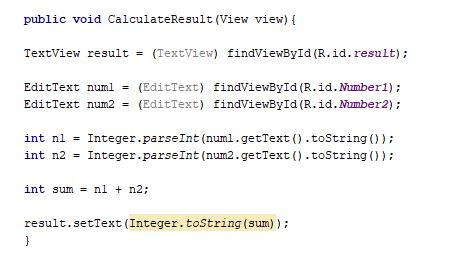 public void CalculateResult(View view){
TextView result = (TextView) findViewById(R.id.result);
EditText num1 = (EditText) findViewById(R.id.Number1);
EditText num2 = (EditText) findViewById(R.id.Number2);
int n1 = Integer.parseInt(num1.getText().toString());
int n2 = Integer.parseInt(num2.getText().toString());
int sum = n1 + n2;
result.setText(Integer.toString(sum));
}